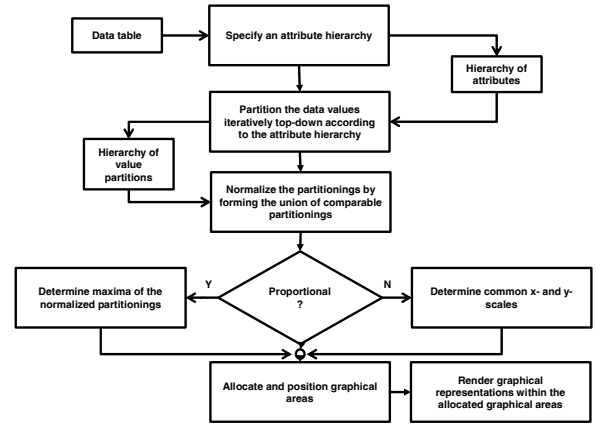 Data table
Specify an attribute hierarchy
Hierarchy of
attributes
Partition the data values
iteratively top-down according
to the attribute hierarchy
Hierarchy of
value
partitions
Normalize the partitionings by
forming the union of comparable
partitionings
Y
Proportional
?
N
Determine maxima of the
normalized partitionings
Determine common x- and y-
scales
Allocate and position graphical
areas
Render graphical
representations within the
allocated graphical areas